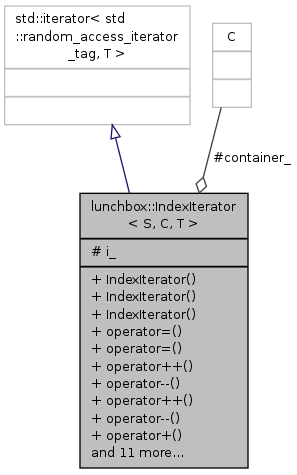 std::iterator< std
::random_access_iterator
_tag, T >
C
#container_
lunchbox::IndexIterator
< S, C, T >
# i_
+ IndexIterator()
+ IndexIterator()
+ IndexIterator()
+ operator=()
+ operator=()
+ operator++()
+ operator--()
+ operator++()
+ operator--()
+ operator+()
and 11 more...